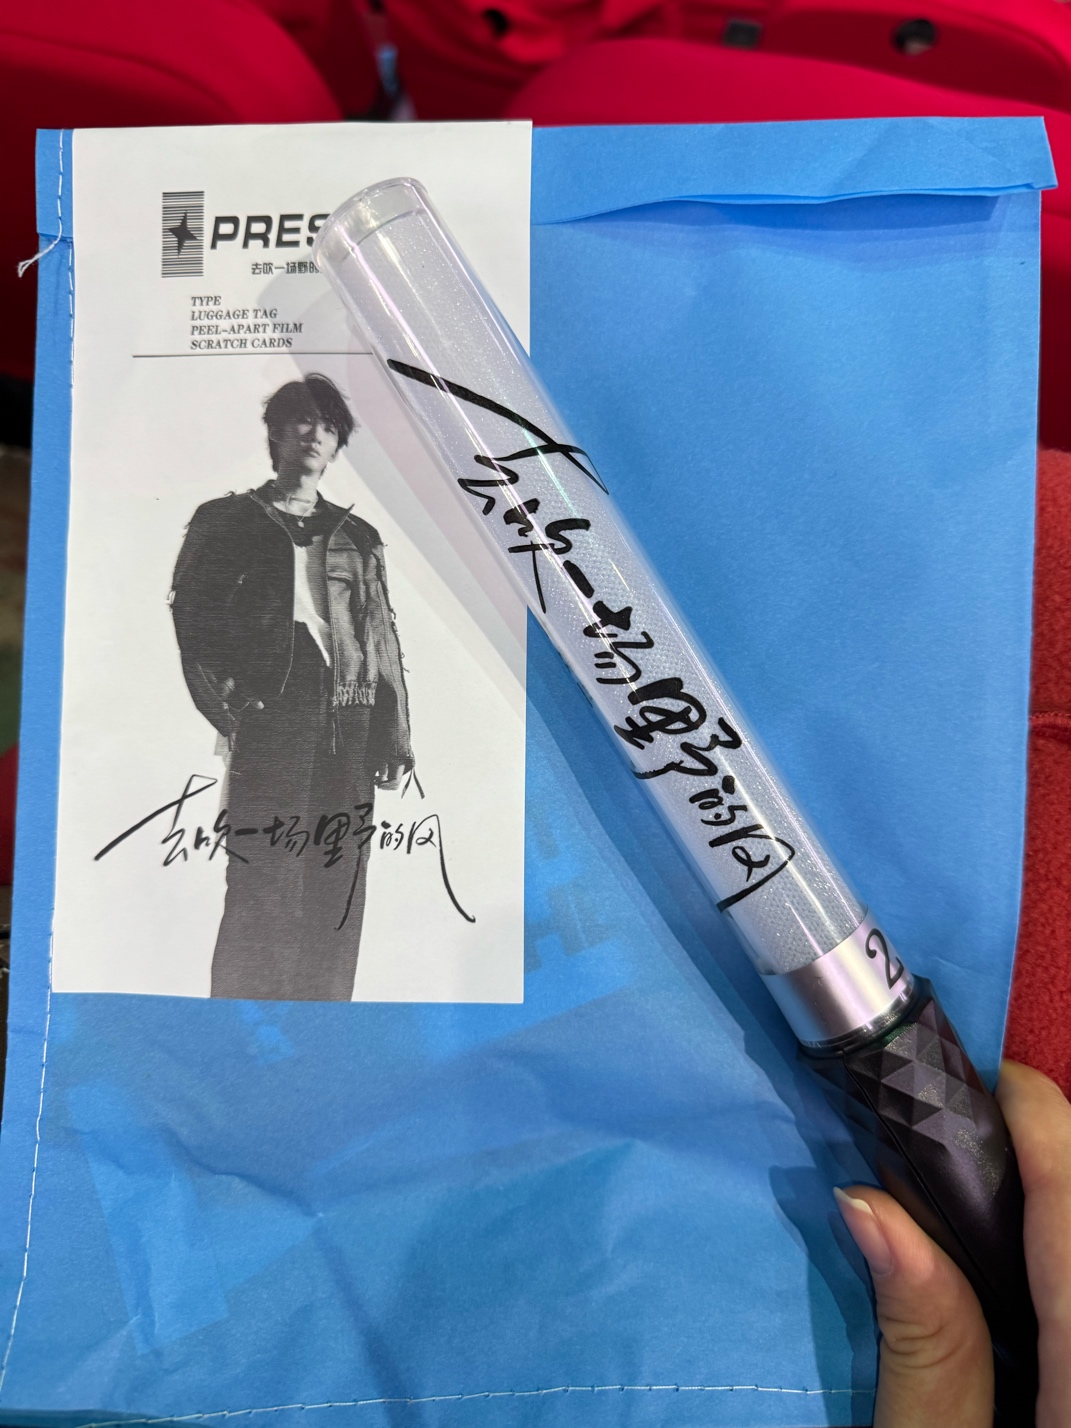 PRES
去吹一场野的
TYPE
LUGGAGE TAG
PEEL-APART FILM
SCRATCH CARDS
去吹一场野的风
去吹一场野的风
2